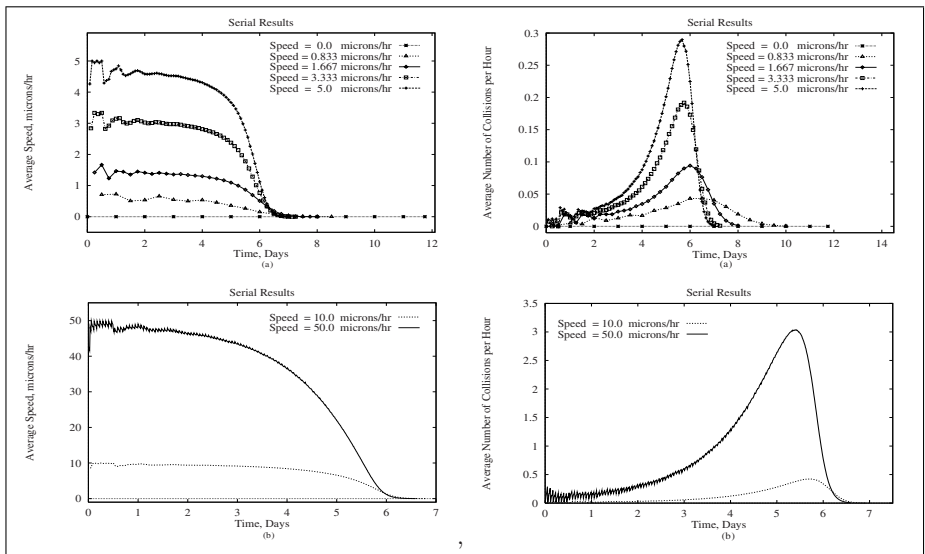 Serial Results
Speed = 0.0 microns/hr
Speed = 0.833 microns/hr
Speed = 1.667 microns/hr
Speed = 3.333 microns/hr
Speed = 5.0 microns/hr
Average Speed, microns/hr
5
4
3
2
1
0
0 2 4 6 8 10 12
Time, Days
(a)
Serial Results
Speed = 0.0 microns/hr
Speed = 0.833 microns/hr
Speed = 1.667 microns/hr
Speed = 3.333 microns/hr
Speed = 5.0 microns/hr
Average Number of Collisions per Hour
0.3
0.25
0.2
0.15
0.1
0.05
0
0 2 4 6 8 10 12 14
Time, Days
(a)
Serial Results
Speed = 10.0 microns/hr
Speed = 50.0 microns/hr
Average Speed, microns/hr
50
40
30
20
10
0
0 1 2 3 4 5 6 7
Time, Days
(b)
,
Serial Results
Speed = 10.0 microns/hr
Speed = 50.0 microns/hr
Average Number of Collisions per Hour
3.5
3
2.5
2
1.5
1
0.5
0
0 1 2 3 4 5 6 7
Time, Days
(b)